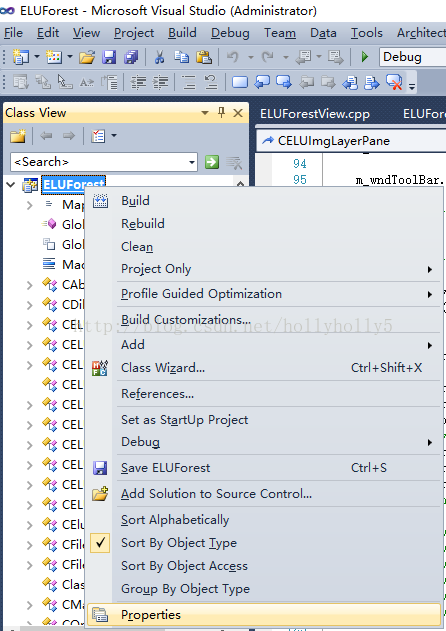 ELUForest - Microsoft Visual Studio (Administrator)
File Edit View Project Build Debug Team Data Tools Architect
Debug
Class View
<Search>
ELUForest
Map
Glob
Glob
Mac
CAb
CDi
CEL
CEL
CEL
CEL
CEL
CEL
CEL
CEL
CEL
CEL
CElu
CFile
CFile
Clas
CMa
ELUForestView.cpp ELUFores
CELUImgLayerPane
94
95 m_wndToolBar.
Build
Rebuild
Clean
Project Only
Profile Guided Optimization
Build Customizations...
http://blog.csdn.net/hollyholly5
Add
Class Wizard... Ctrl+Shift+X
References...
Set as StartUp Project
Debug
Save ELUForest Ctrl+S
Add Solution to Source Control...
Sort Alphabetically
Sort By Object Type
Sort By Object Access
Group By Object Type
Properties